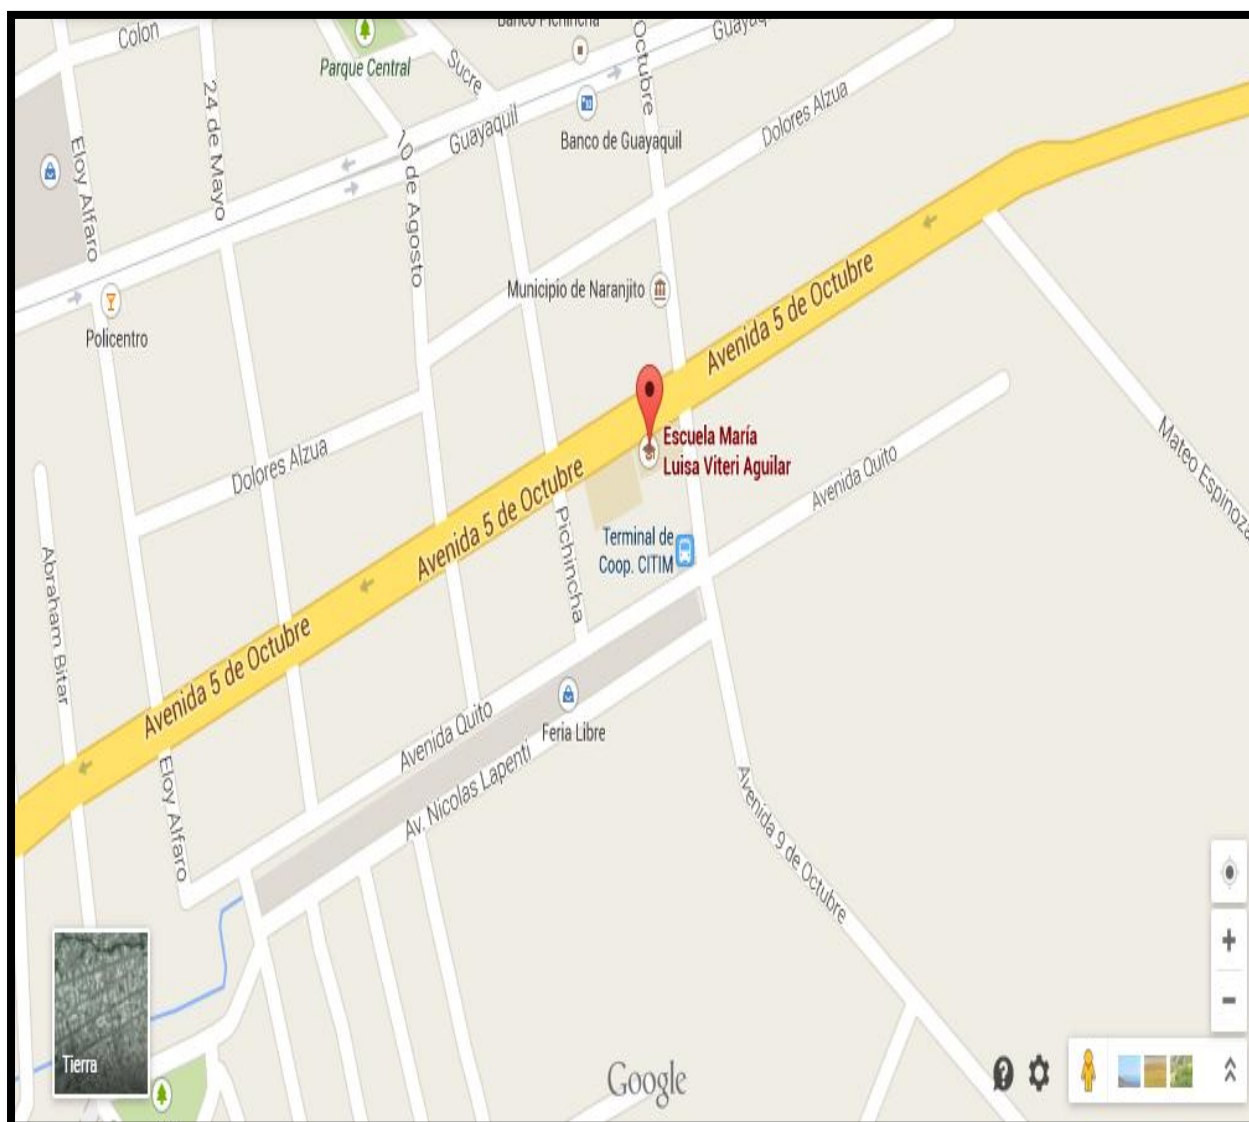 Banco Pichincha
Colon
Parque Central
Sucre
Octubre
24 de Mayo
Guayaquil
Banco de Guayaquil
Dolores Alzua
Eloy Alfaro
10 de Agosto
Municipio de Naranjito
Policentro
Avenida 5 de Octubre
Escuela María
Luisa Viteri Aguilar
Mateo Espinoza
Dolores Alzua
Avenida Quito
Avenida 5 de Octubre
Pichincha
Terminal de
Coop. CITIM
Abraham Bitar
Avenida 5 de Octubre
Avenida Quito
Feria Libre
Av. Nicolas Lapenti
Eloy Alfaro
Avenida 9 de Octubre
Tierra
Google